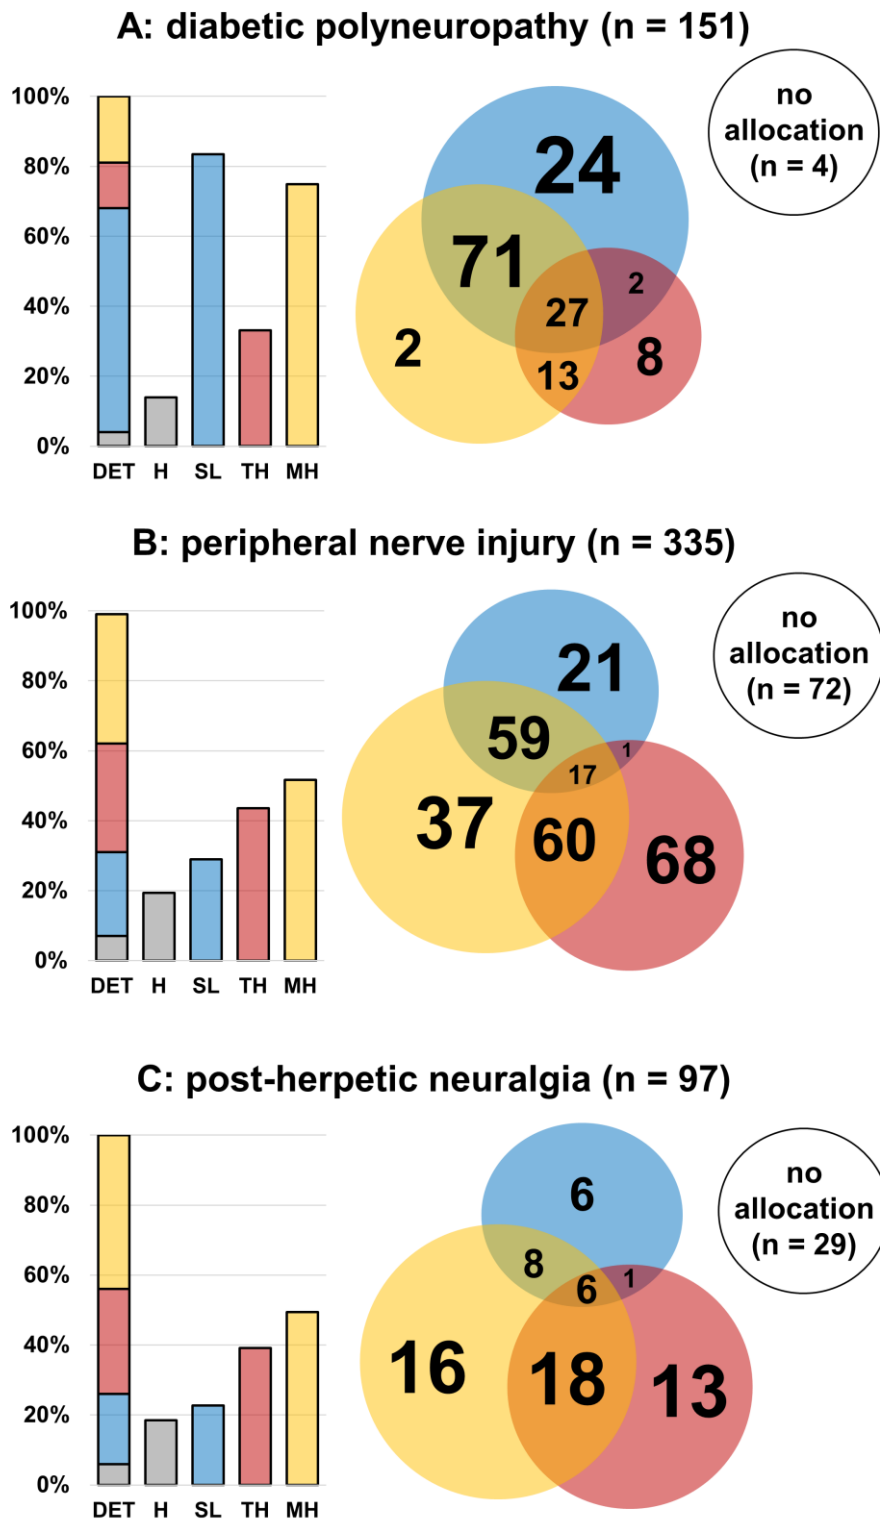 A: diabetic polyneuropathy (n = 151)
no
allocation
(n = 4)
100%
80%
60%
40%
20%
0%
DET H SL TH MH
24
71
2
27
2
13
8
B: peripheral nerve injury (n = 335)
no
allocation
(n = 72)
100%
80%
60%
40%
20%
0%
DET H SL TH MH
21
59
1
17
37
60
68
C: post-herpetic neuralgia (n = 97)
no
allocation
(n = 29)
100%
80%
60%
40%
20%
0%
DET H SL TH MH
6
8
1
6
16
18
13